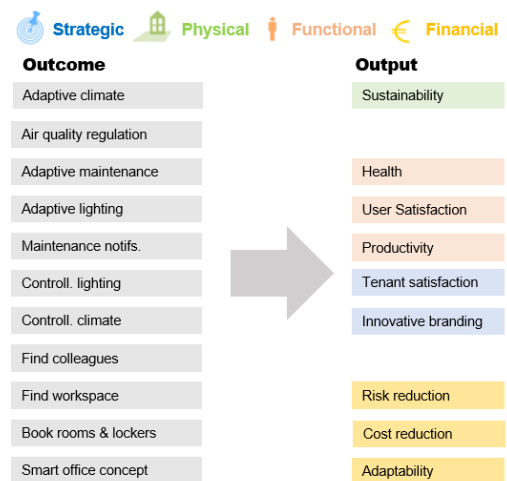 Strategic Physical Functional Financial
Outcome
Adaptive climate
Air quality regulation
Adaptive maintenance
Adaptive lighting
Maintenance notifs.
Controll. lighting
Controll. climate
Find colleagues
Find workspace
Book rooms & lockers
Smart office concept
Output
Sustainability
Health
User Satisfaction
Productivity
Tenant satisfaction
Innovative branding
Risk reduction
Cost reduction
Adaptability